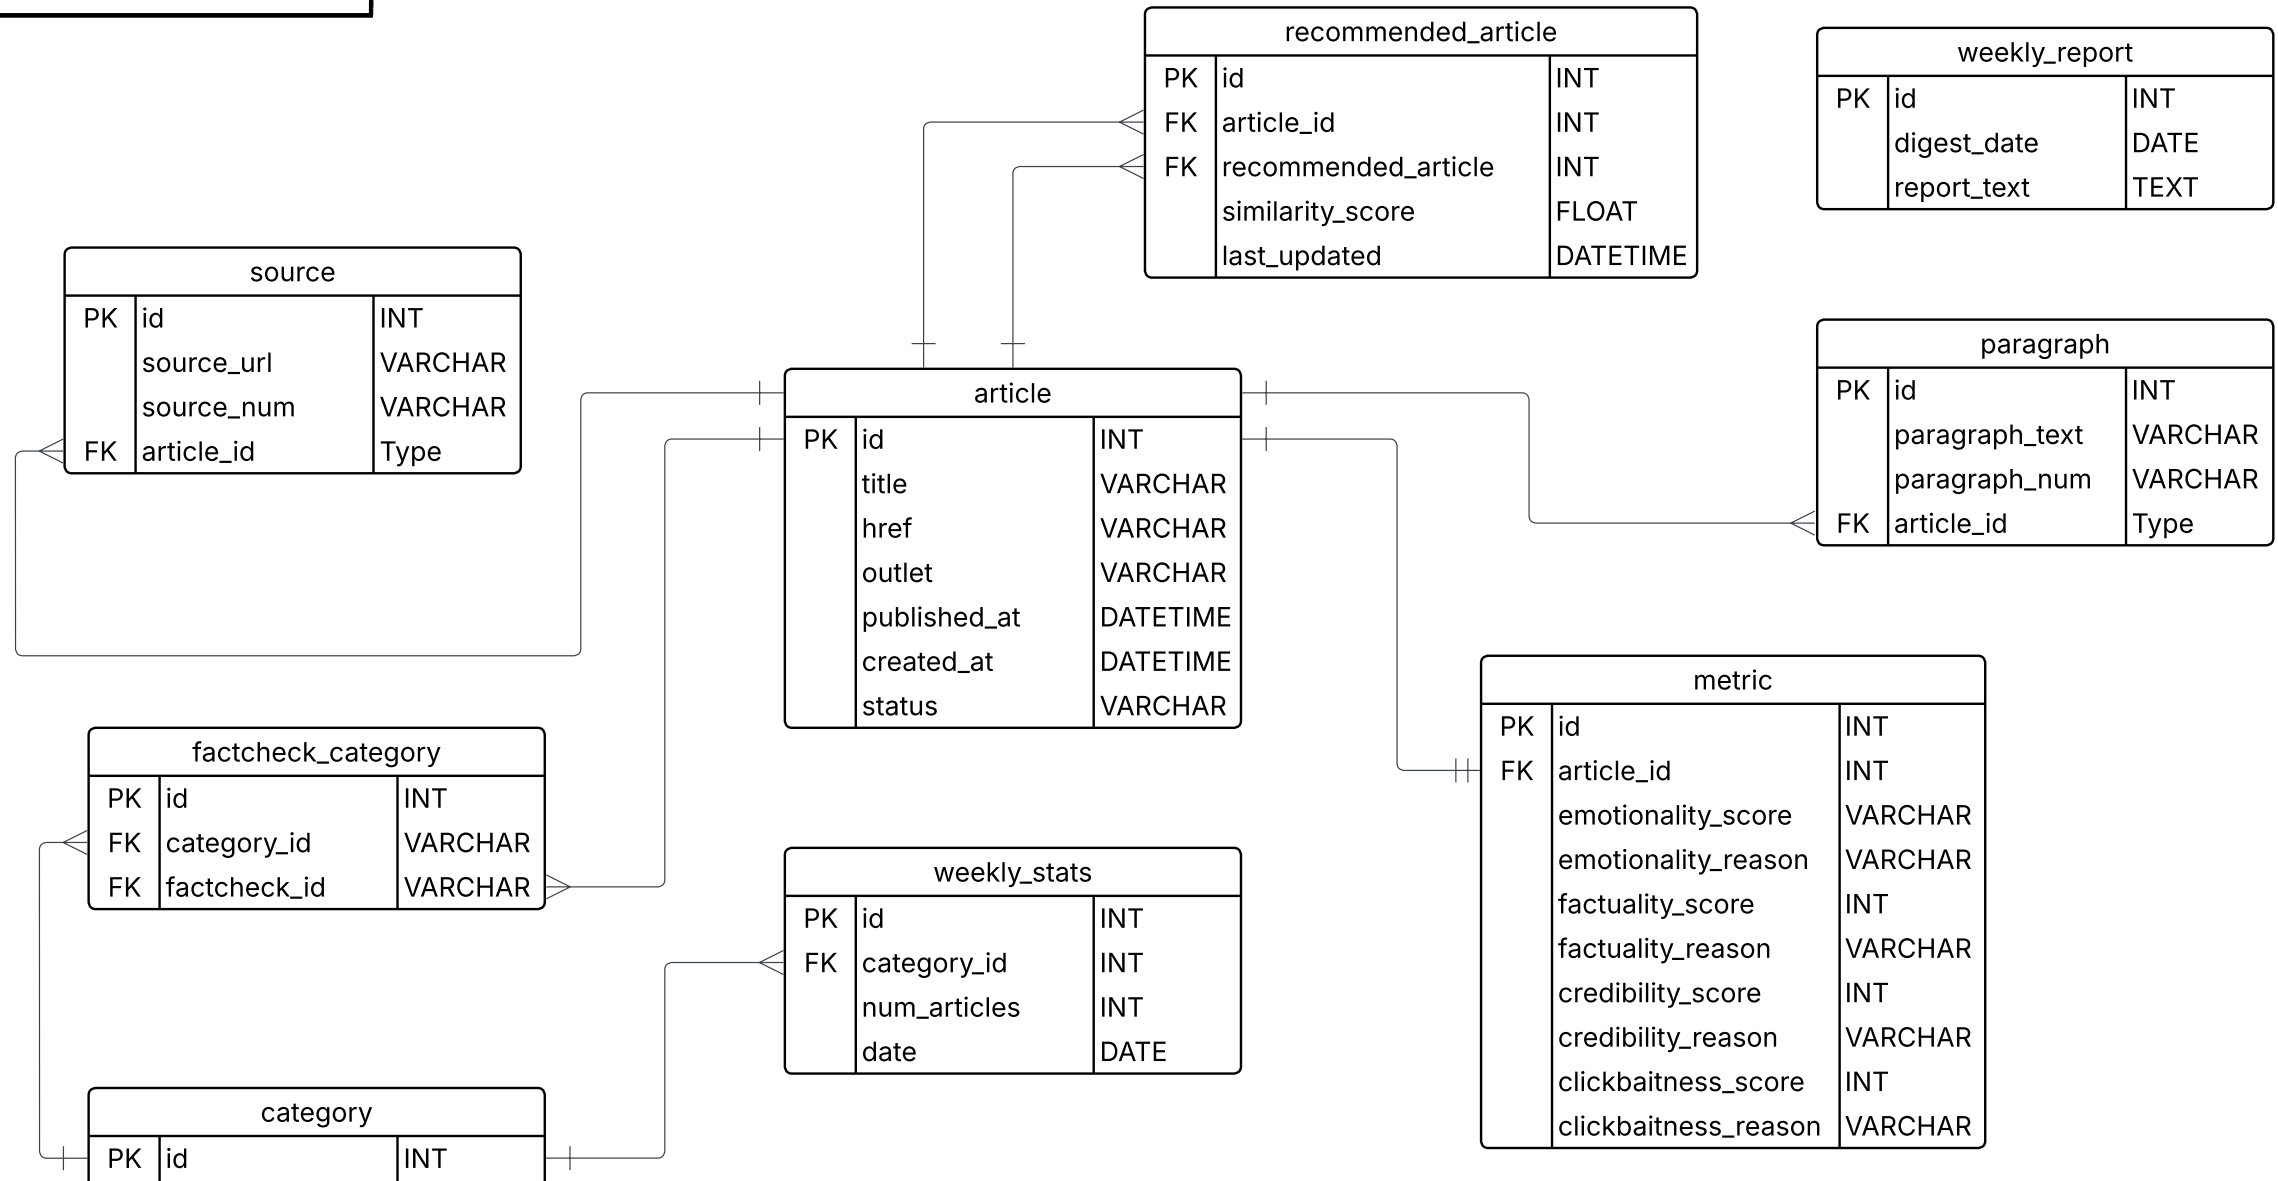 recommended_article
PK id INT
FK article_id INT
FK recommended_article INT
similarity_score FLOAT
last_updated DATETIME
weekly_report
PK id INT
digest_date DATE
report_text TEXT
source
PK id INT
source_url VARCHAR
source_num VARCHAR
FK article_id Type
article
PK id INT
title VARCHAR
href VARCHAR
outlet VARCHAR
published_at DATETIME
created_at DATETIME
status VARCHAR
paragraph
PK id INT
paragraph_text VARCHAR
paragraph_num VARCHAR
FK article_id Type
factcheck_category
PK id INT
FK category_id VARCHAR
FK factcheck_id VARCHAR
weekly_stats
PK id INT
FK category_id INT
num_articles INT
date DATE
metric
PK id INT
FK article_id INT
emotionality_score VARCHAR
emotionality_reason VARCHAR
factuality_score INT
factuality_reason VARCHAR
credibility_score INT
credibility_reason VARCHAR
clickbaitness_score INT
clickbaitness_reason VARCHAR
category
PK id INT